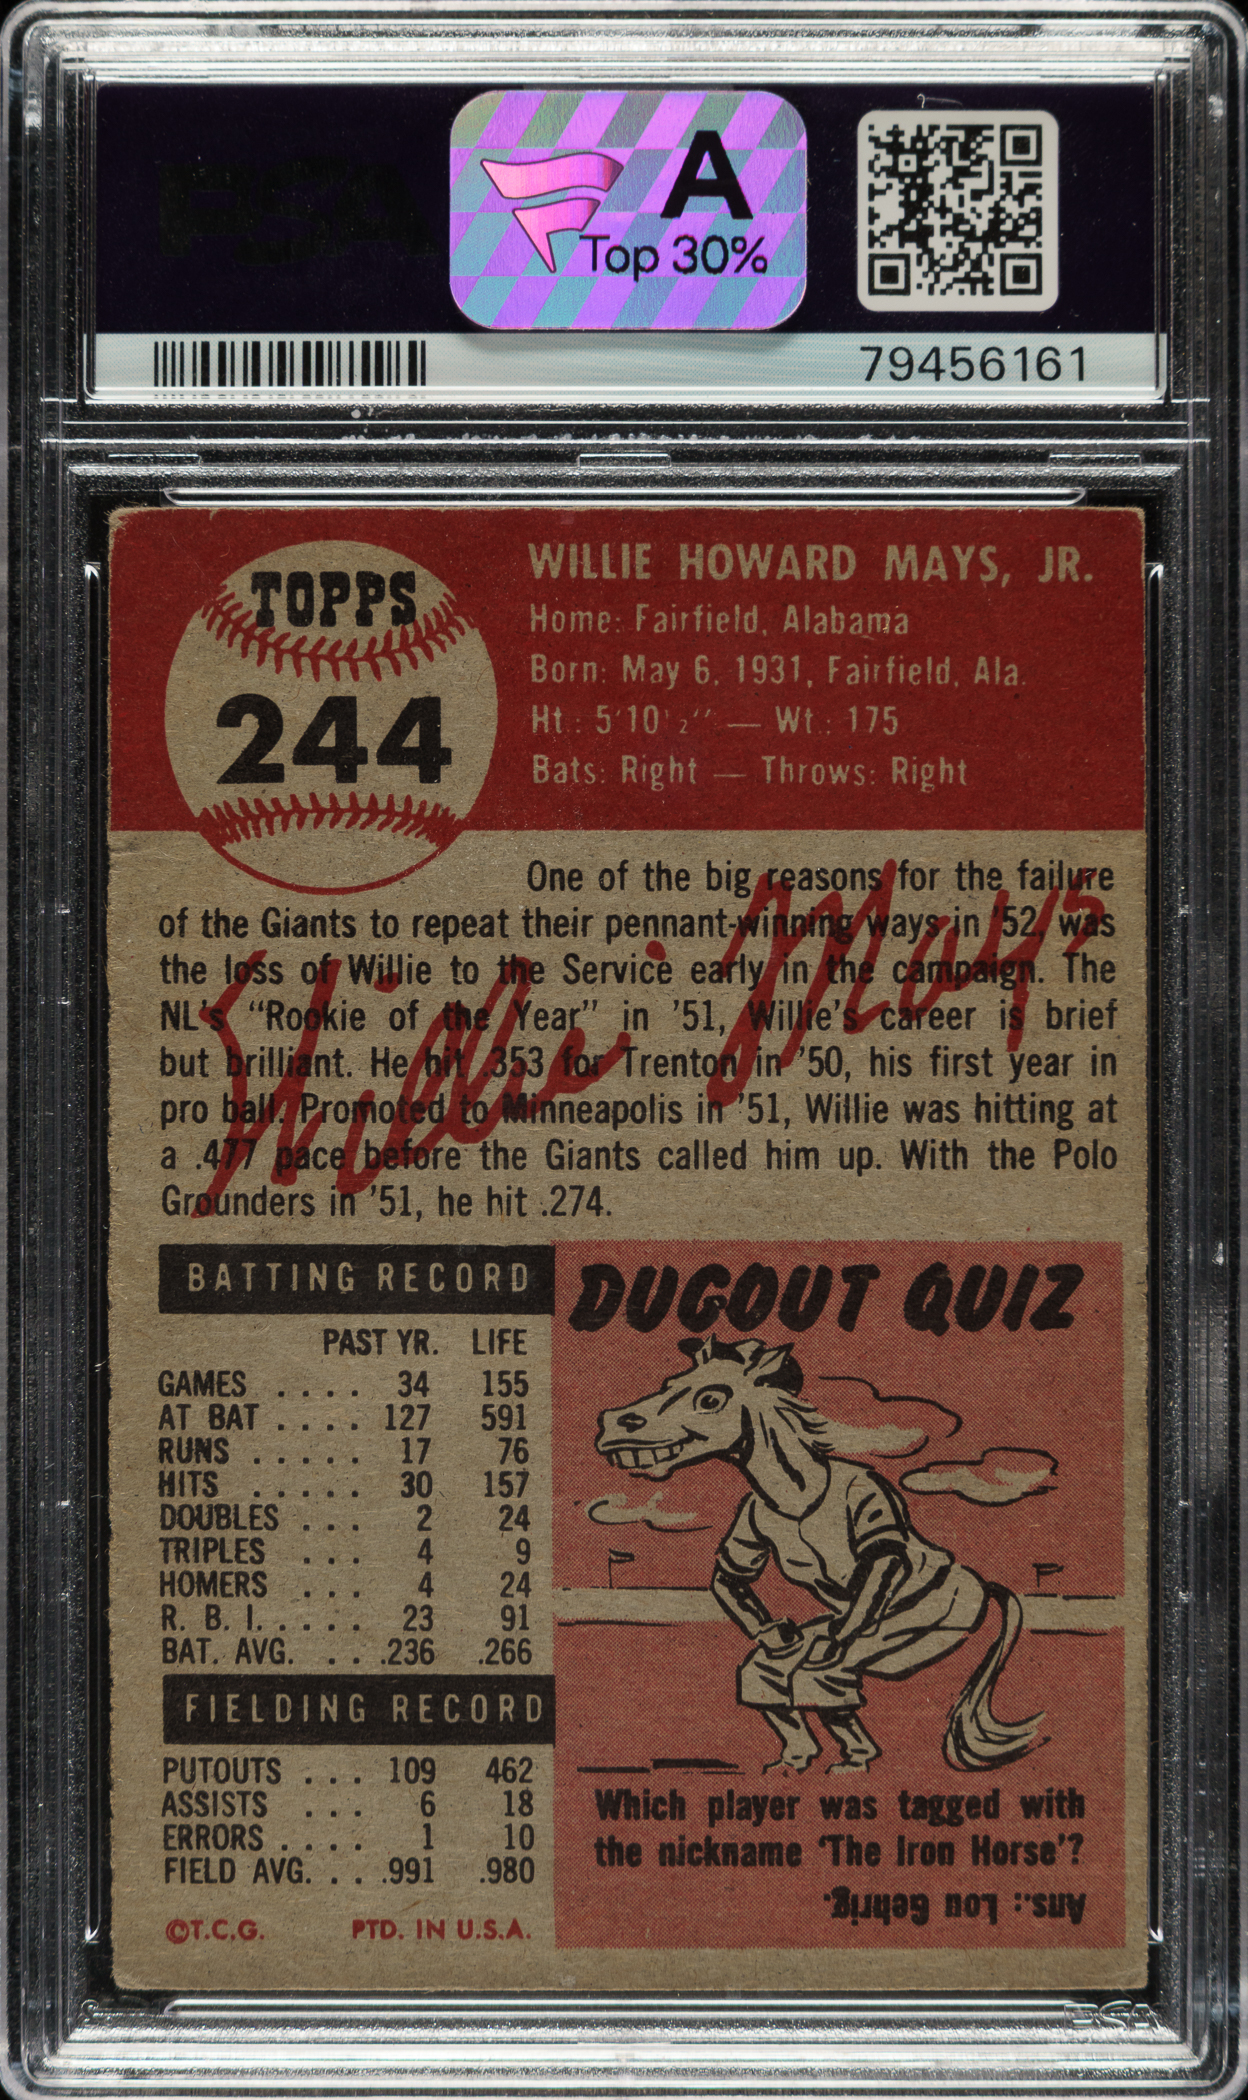 A
Top 30%
79456161
TOPPS
244
WILLIE HOWARD MAYS, JR.
Home: Fairfield, Alabama
Born: May 6, 1931, Fairfield, Ala.
Ht.: 5'10½" — Wt.: 175
Bats: Right — Throws: Right
One of the big reasons for the failure
of the Giants to repeat their pennant-winning ways in '52, was
the loss of Willie to the Service early in the campaign. The
NL's "Rookie of the Year" in '51, Willie's career is brief
but brilliant. He hit .353 for Trenton in '50, his first year in
pro ball. Promoted to Minneapolis in '51, Willie was hitting at
a .477 pace before the Giants called him up. With the Polo
Grounders in '51, he hit .274.
Willie Mays
BATTING RECORD
PAST YR. LIFE
GAMES .... 34 155
AT BAT .... 127 591
RUNS ..... 17 76
HITS ..... 30 157
DOUBLES ... 2 24
TRIPLES ... 4 9
HOMERS ... 4 24
R. B. I. .... 23 91
BAT. AVG. .. .236 .266
FIELDING RECORD
PUTOUTS ... 109 462
ASSISTS ... 6 18
ERRORS .... 1 10
FIELD AVG. .. .991 .980
©T.C.G. PTD. IN U.S.A.
DUGOUT QUIZ
Which player was tagged with
the nickname 'The Iron Horse'?
Ans.: Lou Gehrig.
PSA